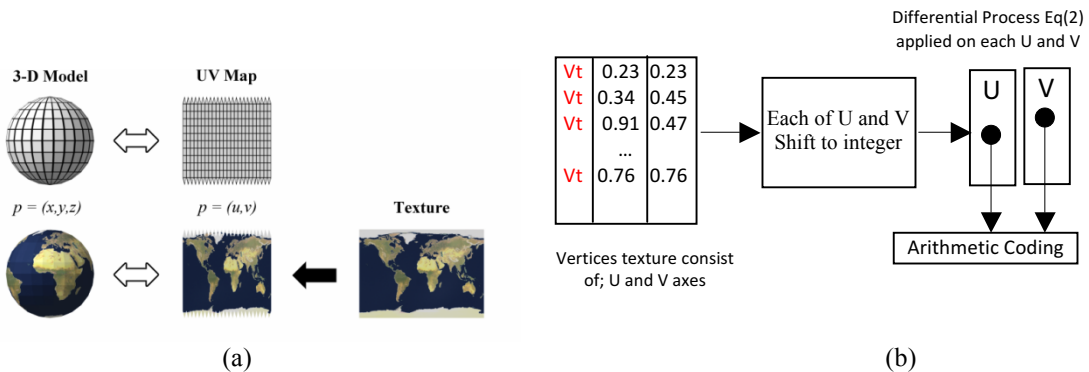 3-D Model
UV Map
p = (x,y,z)
p = (u,v)
Texture
(a)
Differential Process Eq(2)
applied on each U and V
Vt 0.23 0.23
Vt 0.34 0.45
Vt 0.91 0.47
...
Vt 0.76 0.76
Each of U and V
Shift to integer
U
V
Arithmetic Coding
Vertices texture consist
of; U and V axes
(b)